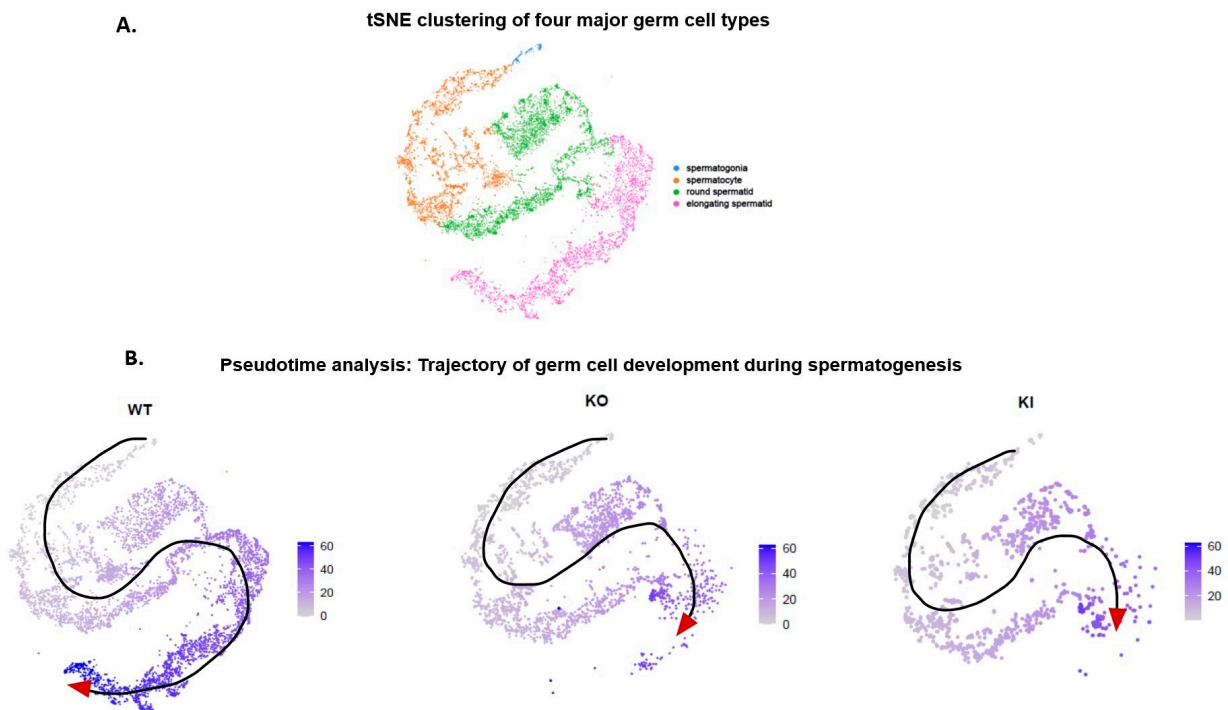 A.
tSNE clustering of four major germ cell types
spermatogonia
spermatocyte
round spermatid
elongating spermatid
B.
Pseudotime analysis: Trajectory of germ cell development during spermatogenesis
WT
KO
KI
60
40
20
0
60
40
20
0
60
40
20